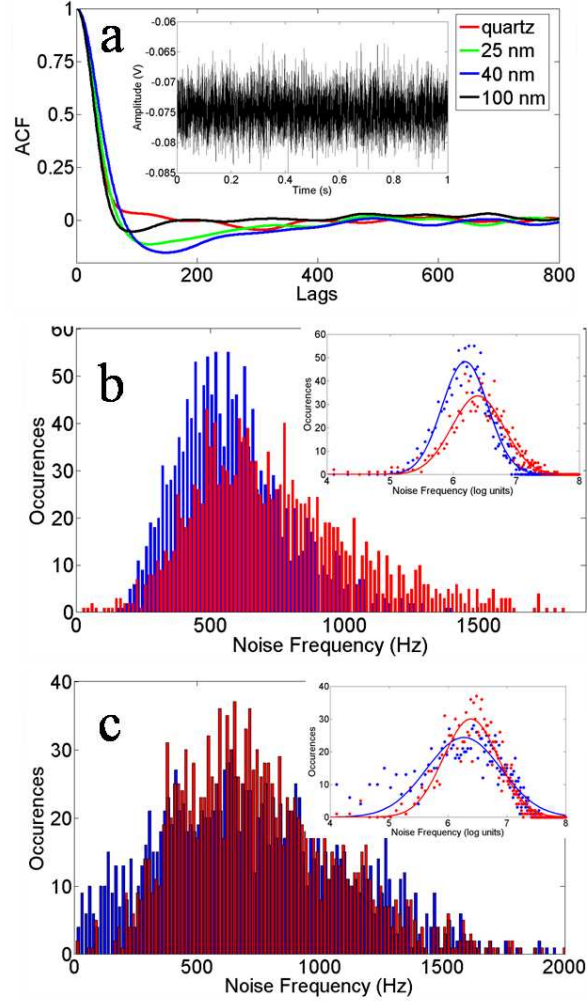 a
quartz
25 nm
40 nm
100 nm
1
0.75
0.5
0.25
0
ACF
-0.06
-0.07
-0.075
-0.08
-0.085
Amplitude (V)
0 0.2 0.4 0.6 0.8 1
Time (s)
0 200 400 600 800
Lags
b
60
50
40
30
20
10
0
Occurences
500 1000 1500
Noise Frequency (Hz)
60
50
40
30
20
10
0
Occurences
4 5 6 7 8
Noise Frequency (log units)
c
40
30
20
10
0
Occurences
0 500 1000 1500 2000
Noise Frequency (Hz)
40
30
20
10
0
Occurences
4 5 6 7 8
Noise Frequency (log units)